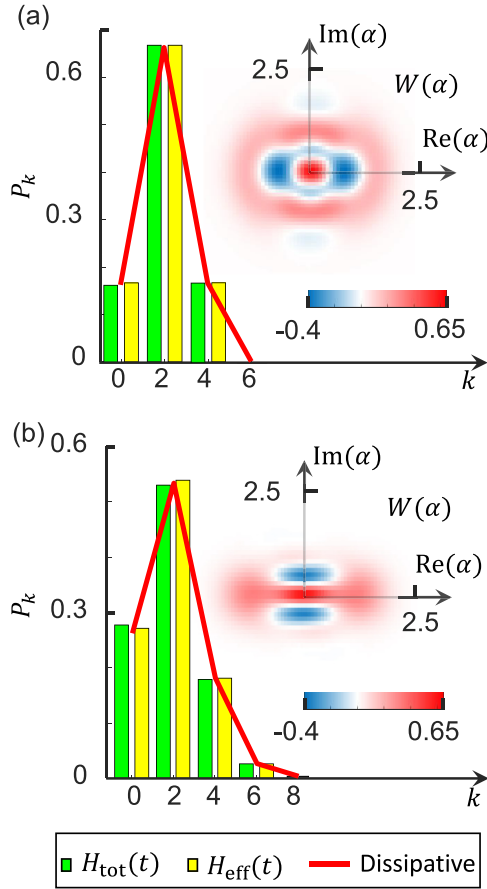 (a)
Im(α)
0.6
2.5
W(α)
Re(α)
P_k
0.3
2.5
-0.4 0.65
0
0 2 4 6 k
(b)
0.6
Im(α)
2.5
W(α)
Re(α)
P_k
0.3
2.5
-0.4 0.65
0
0 2 4 6 8 k
H_tot(t) H_eff(t) Dissipative